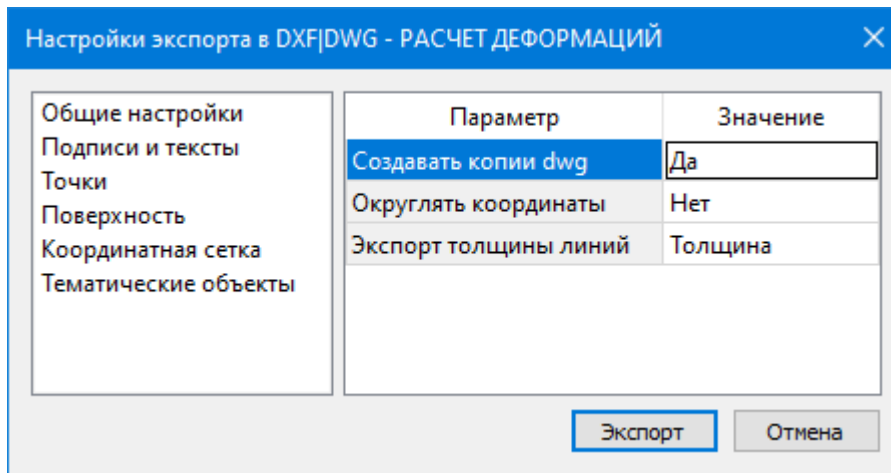 Настройки экспорта в DXF|DWG - РАСЧЕТ ДЕФОРМАЦИЙ
Общие настройки
Подписи и тексты
Точки
Поверхность
Координатная сетка
Тематические объекты
Параметр Значение
Создавать копии dwg Да
Округлять координаты Нет
Экспорт толщины линий Толщина
Экспорт Отмена